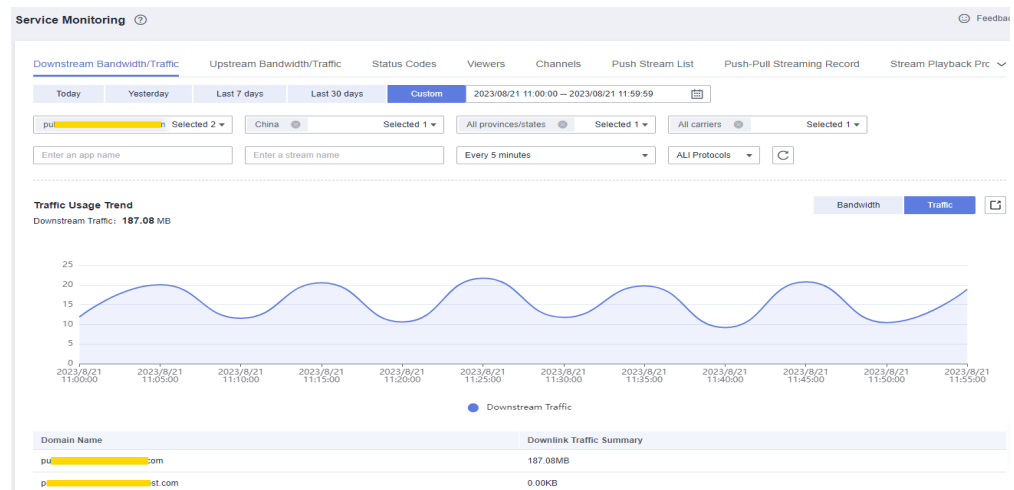 Service Monitoring
Feedbac
Downstream Bandwidth/Traffic Upstream Bandwidth/Traffic Status Codes Viewers Channels Push Stream List Push-Pull Streaming Record Stream Playback Prc
Today Yesterday Last 7 days Last 30 days Custom 2023/08/21 11:00:00 — 2023/08/21 11:59:59
pul n Selected 2 China Selected 1 All provinces/states Selected 1 All carriers Selected 1
Enter an app name Enter a stream name Every 5 minutes ALI Protocols
Traffic Usage Trend
Bandwidth Traffic
Downstream Traffic: 187.08 MB
25
20
15
10
5
0
2023/8/21 2023/8/21 2023/8/21 2023/8/21 2023/8/21 2023/8/21 2023/8/21 2023/8/21 2023/8/21 2023/8/21 2023/8/21 2023/8/21
11:00:00 11:05:00 11:10:00 11:15:00 11:20:00 11:25:00 11:30:00 11:35:00 11:40:00 11:45:00 11:50:00 11:55:00
Downstream Traffic
Domain Name Downlink Traffic Summary
pu com 187.08MB
p st.com 0.00KB